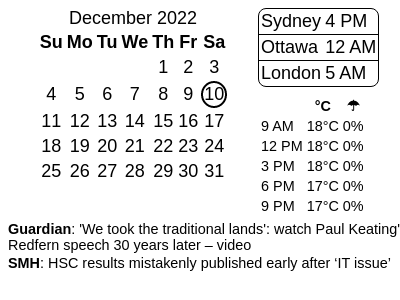 December 2022
Su Mo Tu We Th Fr Sa
1 2 3
4 5 6 7 8 9 10
11 12 13 14 15 16 17
18 19 20 21 22 23 24
25 26 27 28 29 30 31
Sydney 4 PM
Ottawa 12 AM
London 5 AM
°C ☂
9 AM 18°C 0%
12 PM 18°C 0%
3 PM 18°C 0%
6 PM 17°C 0%
9 PM 17°C 0%
Guardian: 'We took the traditional lands': watch Paul Keating'
Redfern speech 30 years later – video
SMH: HSC results mistakenly published early after ‘IT issue’